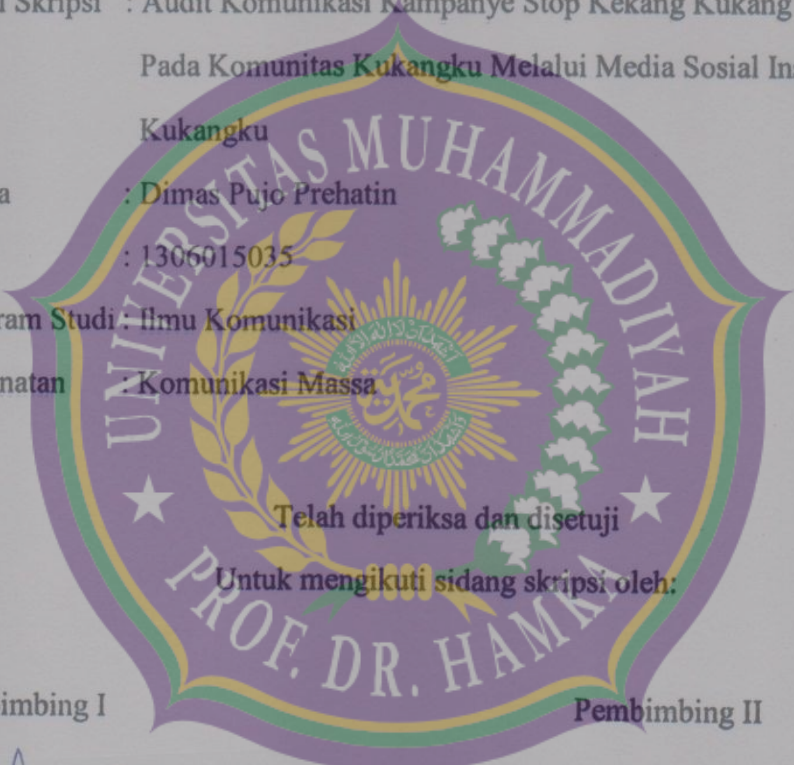 Skripsi : Audit Komunikasi Kampanye Stop Kekang Kukang
Pada Komunitas Kukangku Melalui Media Sosial Ins
Kukangku
a : Dimas Pujo Prehatin
: 1306015035
ram Studi : Ilmu Komunikasi
natan : Komunikasi Massa
Telah diperiksa dan disetuji
Untuk mengikuti sidang skripsi oleh:
imbing I Pembimbing II
UNIVERSITAS MUHAMMADIYAH
PROF. DR. HAMKA
محمدية